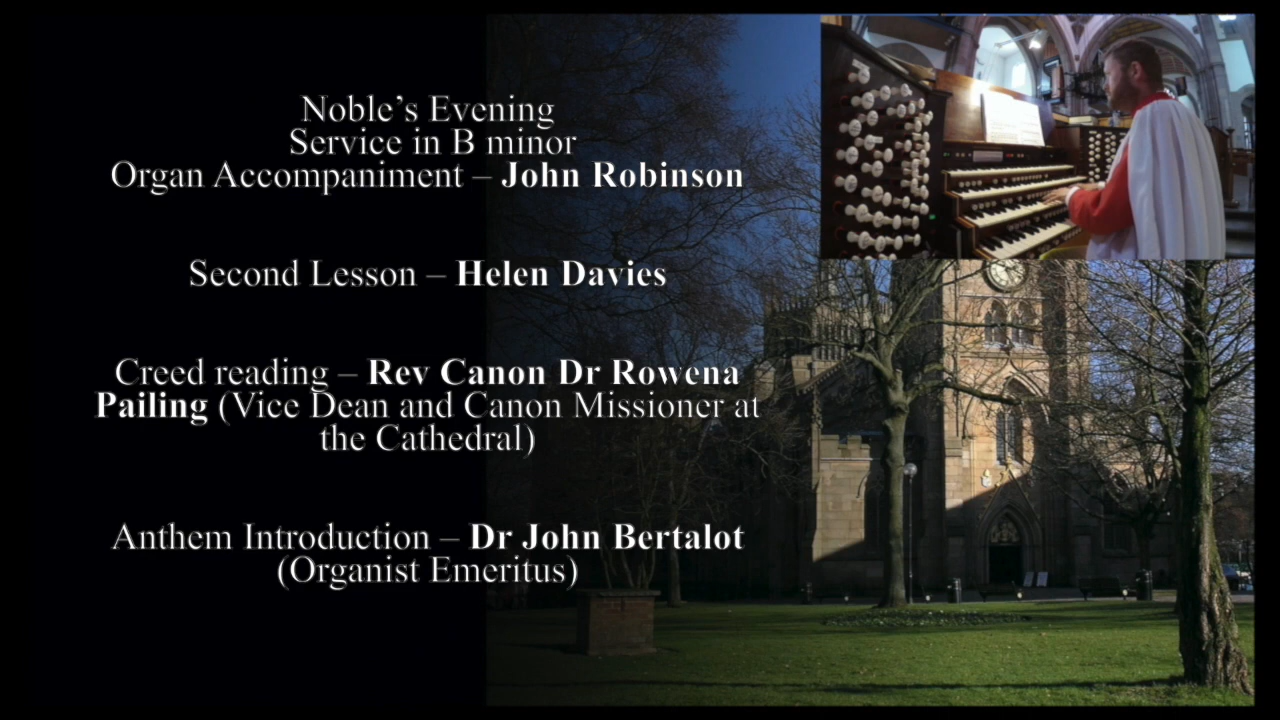 Noble’s Evening
Service in B minor
Organ Accompaniment – John Robinson
Second Lesson – Helen Davies
Creed reading – Rev Canon Dr Rowena
Pailing (Vice Dean and Canon Missioner at
the Cathedral)
Anthem Introduction – Dr John Bertalot
(Organist Emeritus)